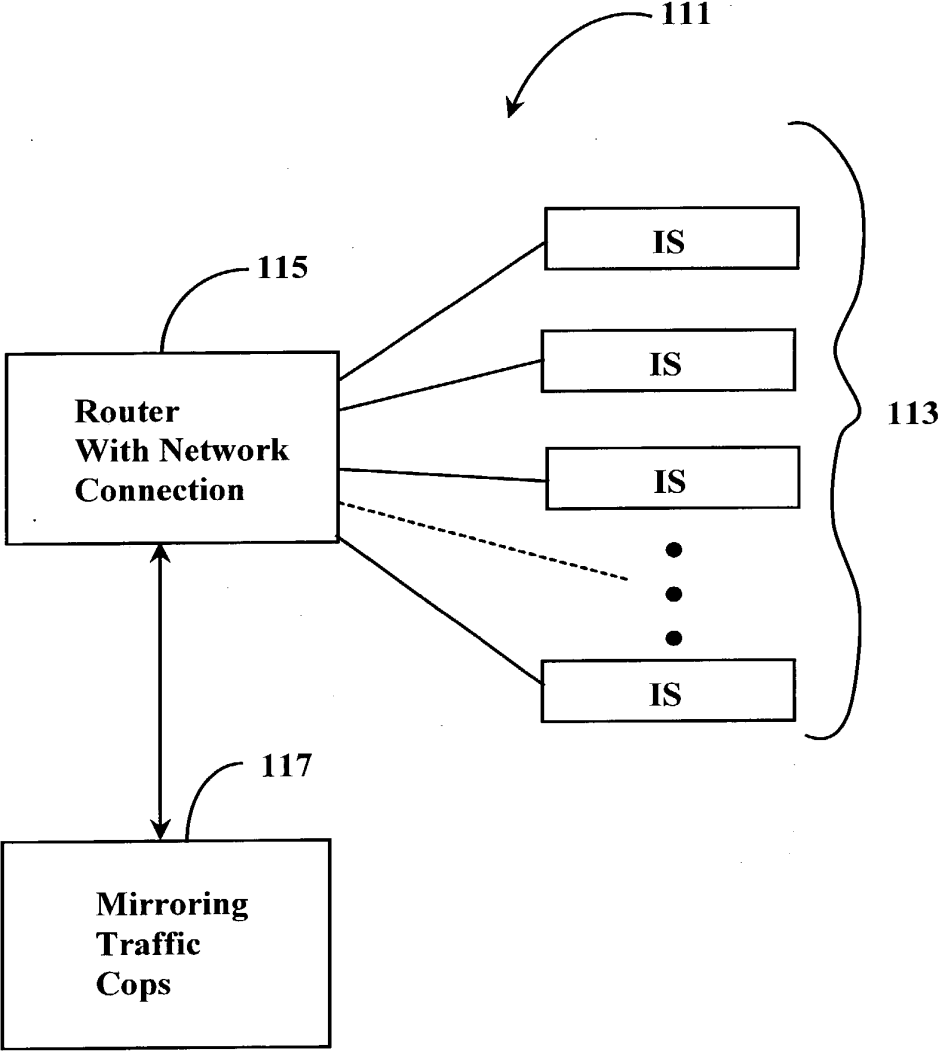 111
IS
115
IS
Router
With Network
Connection
113
IS
IS
117
Mirroring
Traffic
Cops